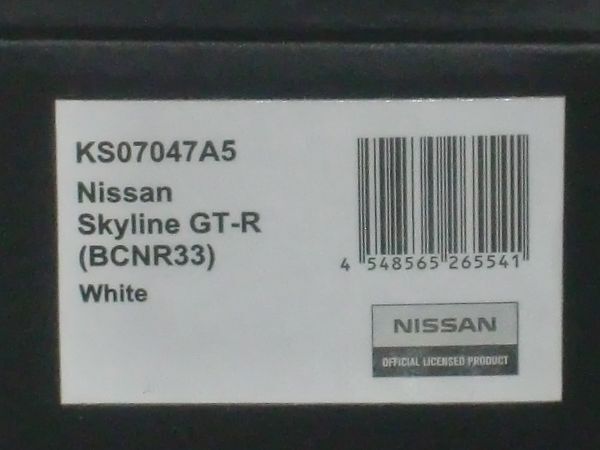 KS07047A5
Nissan
Skyline GT-R
(BCNR33)
White
4 548565 265541
NISSAN
OFFICIAL LICENSED PRODUCT